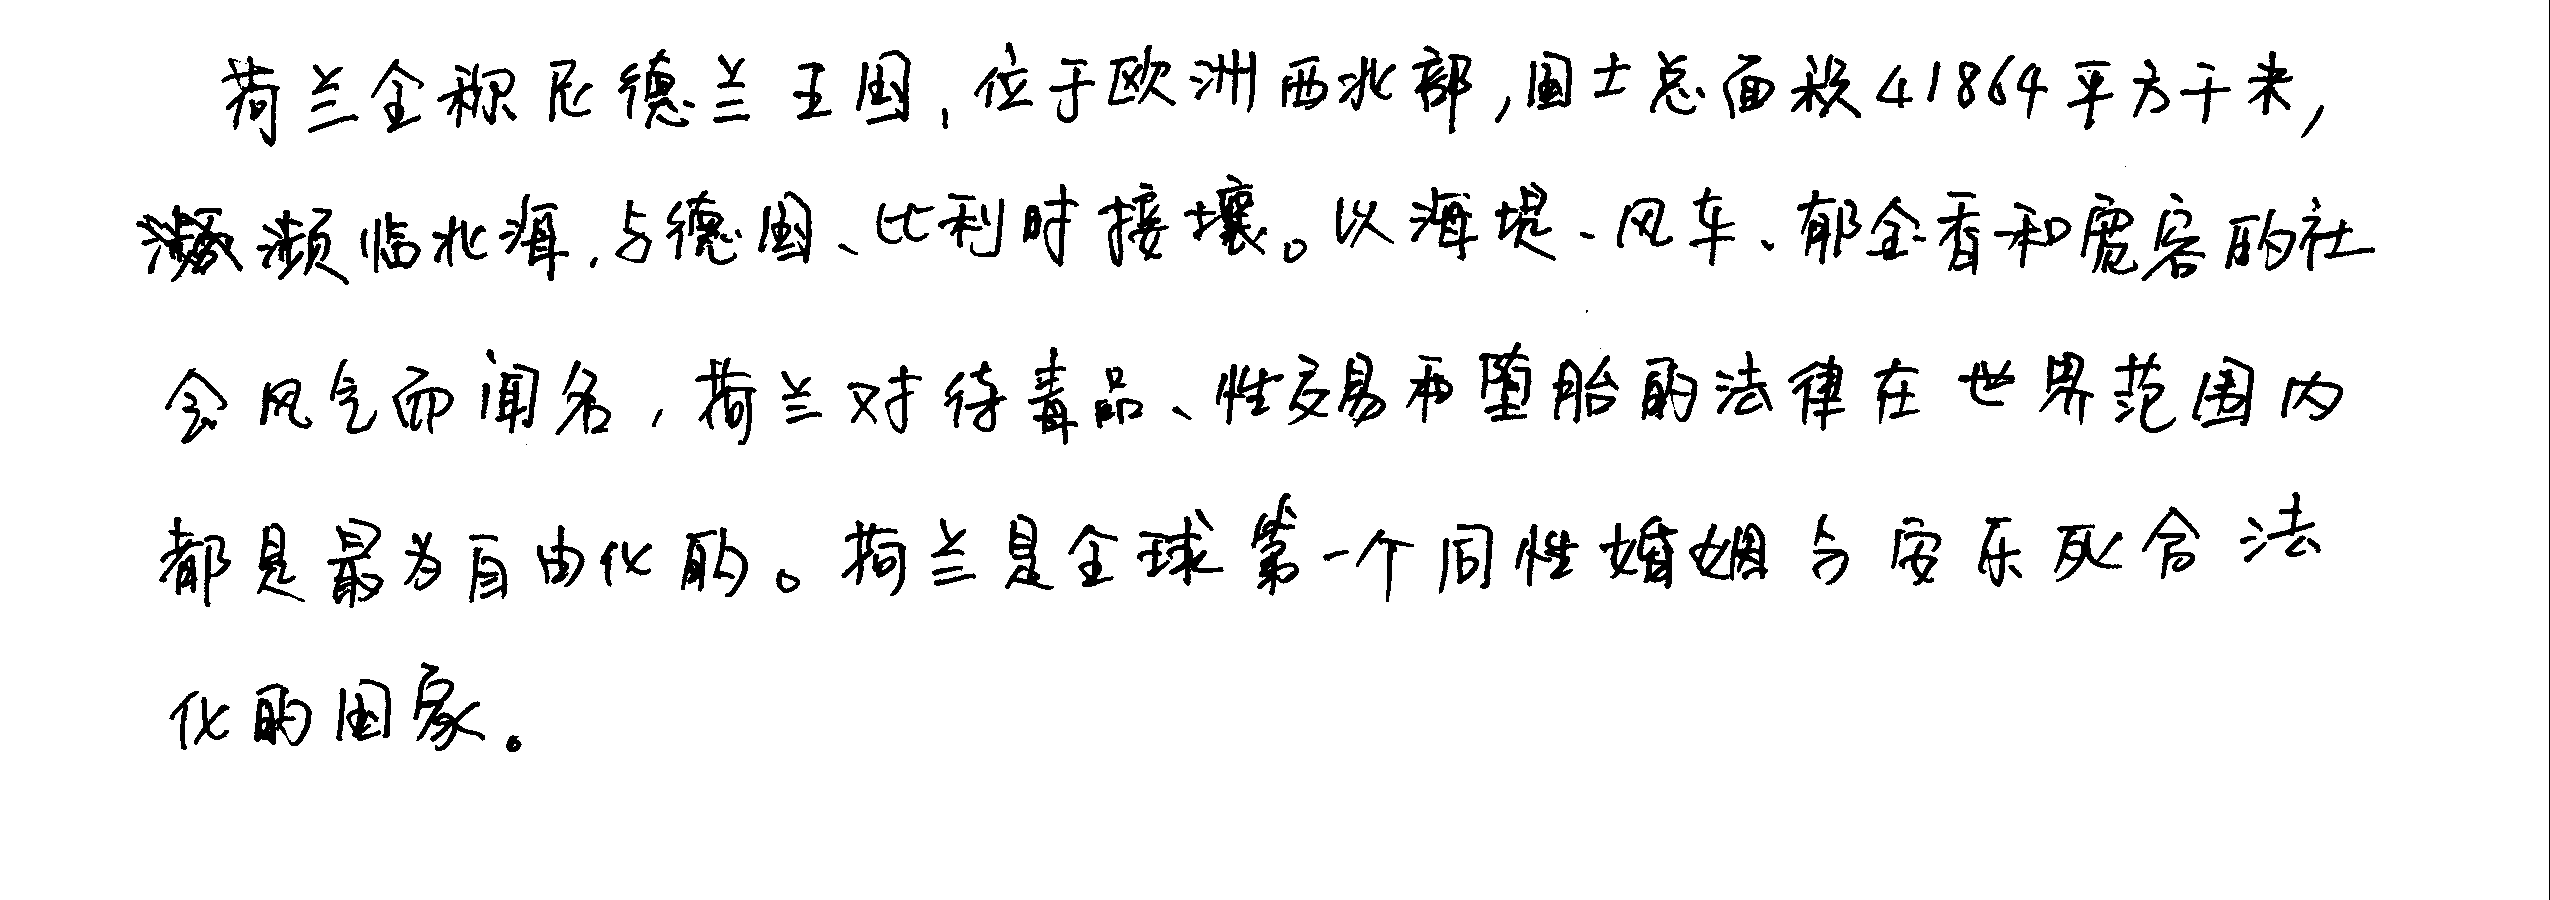 荷兰全称尼德兰王国,位于欧洲西北部,国土总面积41864平方千米,
濒临北海,与德国、比利时接壤。以海堤、风车、郁金香和宽容的社
会风气而闻名,荷兰对待毒品、性交易和堕胎的法律在世界范围内
都是最为自由化的。荷兰是全球第一个同性婚姻与安乐死合法
化的国家。